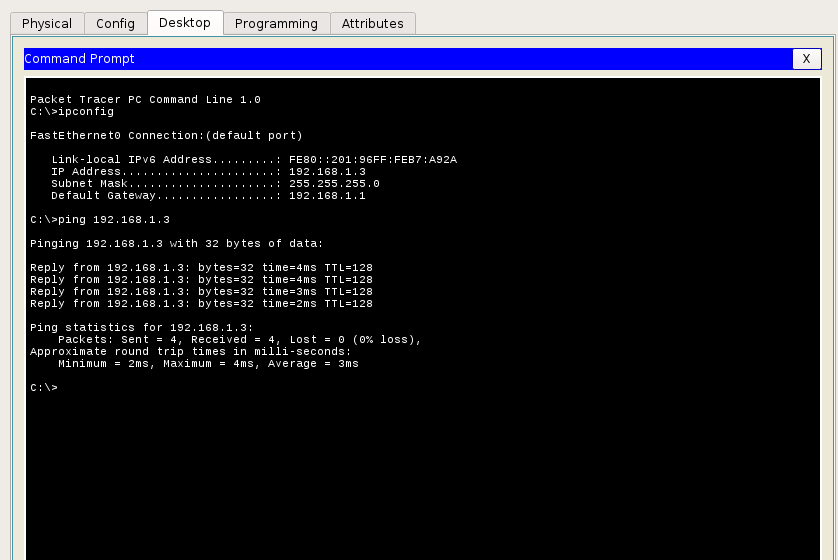 Physical Config Desktop Programming Attributes
Command Prompt X
Packet Tracer PC Command Line 1.0
C:\>ipconfig
FastEthernet0 Connection:(default port)
Link-local IPv6 Address.........: FE80::201:96FF:FEB7:A92A
IP Address......................: 192.168.1.3
Subnet Mask.....................: 255.255.255.0
Default Gateway.................: 192.168.1.1
C:\>ping 192.168.1.3
Pinging 192.168.1.3 with 32 bytes of data:
Reply from 192.168.1.3: bytes=32 time=4ms TTL=128
Reply from 192.168.1.3: bytes=32 time=4ms TTL=128
Reply from 192.168.1.3: bytes=32 time=3ms TTL=128
Reply from 192.168.1.3: bytes=32 time=2ms TTL=128
Ping statistics for 192.168.1.3:
Packets: Sent = 4, Received = 4, Lost = 0 (0% loss),
Approximate round trip times in milli-seconds:
Minimum = 2ms, Maximum = 4ms, Average = 3ms
C:\>